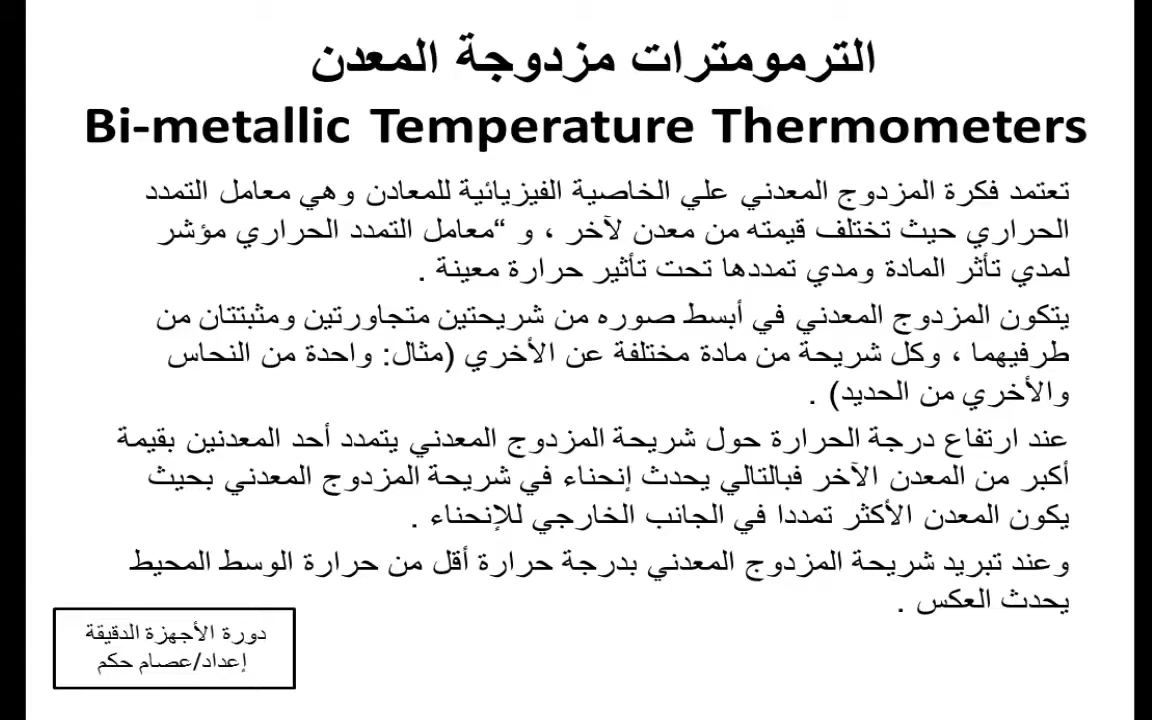 الترمومترات مزدوجة المعدن
Bi-metallic Temperature Thermometers
تعتمد فكرة المزدوج المعدني علي الخاصية الفيزيائية للمعادن وهي معامل التمدد
الحراري حيث تختلف قيمته من معدن لآخر ، و “معامل التمدد الحراري مؤشر
لمدي تأثر المادة ومدي تمددها تحت تأثير حرارة معينة .
يتكون المزدوج المعدني في أبسط صوره من شريحتين متجاورتين ومثبتتان من
طرفيهما ، وكل شريحة من مادة مختلفة عن الأخري (مثال: واحدة من النحاس
والأخري من الحديد) .
عند ارتفاع درجة الحرارة حول شريحة المزدوج المعدني يتمدد أحد المعدنين بقيمة
أكبر من المعدن الآخر فبالتالي يحدث إنحناء في شريحة المزدوج المعدني بحيث
يكون المعدن الأكثر تمددا في الجانب الخارجي للإنحناء .
وعند تبريد شريحة المزدوج المعدني بدرجة حرارة أقل من حرارة الوسط المحيط
يحدث العكس .
دورة الأجهزة الدقيقة
إعداد/عصام حكم